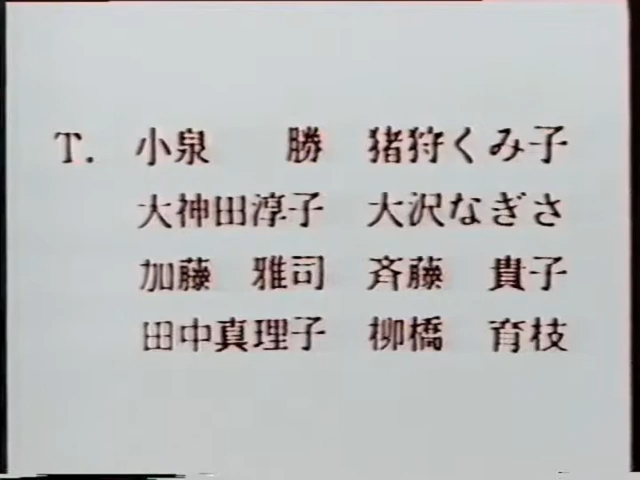 T. 小泉　勝　猪狩くみ子
大神田淳子　大沢なぎさ
加藤　雅司　斉藤　貴子
田中真理子　柳橋　育枝